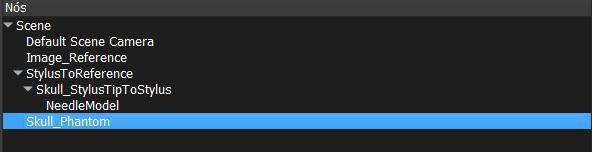 Nós
Scene
Default Scene Camera
Image_Reference
StylusToReference
Skull_StylusTipToStylus
NeedleModel
Skull_Phantom